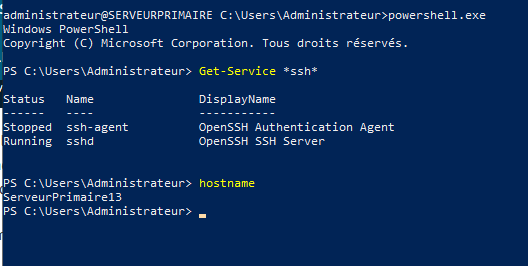 administrateur@SERVEURPRIMAIRE C:\Users\Administrateur>powershell.exe
Windows PowerShell
Copyright (C) Microsoft Corporation. Tous droits réservés.
PS C:\Users\Administrateur> Get-Service *ssh*
Status   Name               DisplayName
------   ----               -----------
Stopped  ssh-agent          OpenSSH Authentication Agent
Running  sshd               OpenSSH SSH Server
PS C:\Users\Administrateur> hostname
ServeurPrimaire13
PS C:\Users\Administrateur>